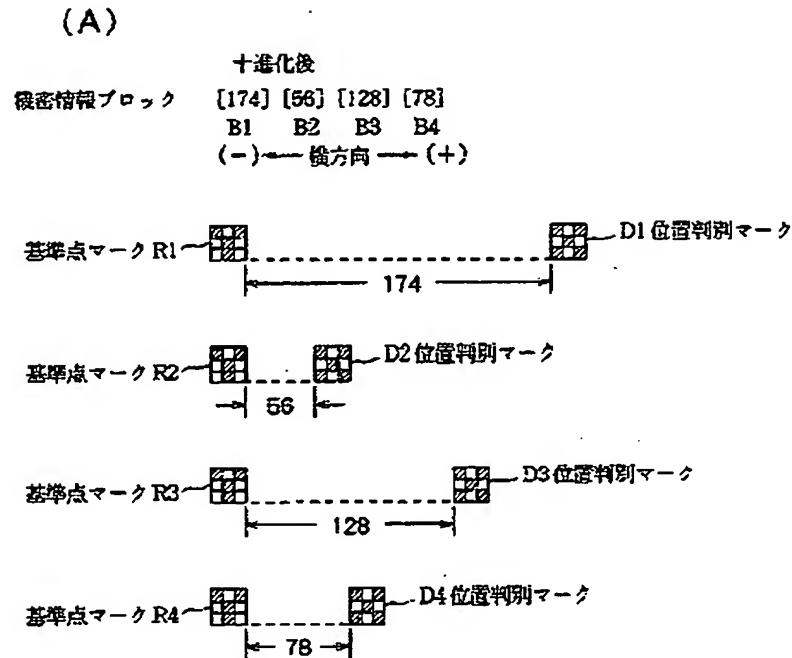 (A)
十進化後
機密情報ブロック [174] [56] [128] [78]
B1 B2 B3 B4
(−) 横方向 (+)
基準点マーク R1
D1 位置判別マーク
174
基準点マーク R2
D2 位置判別マーク
56
基準点マーク R3
D3 位置判別マーク
128
基準点マーク R4
D4 位置判別マーク
78